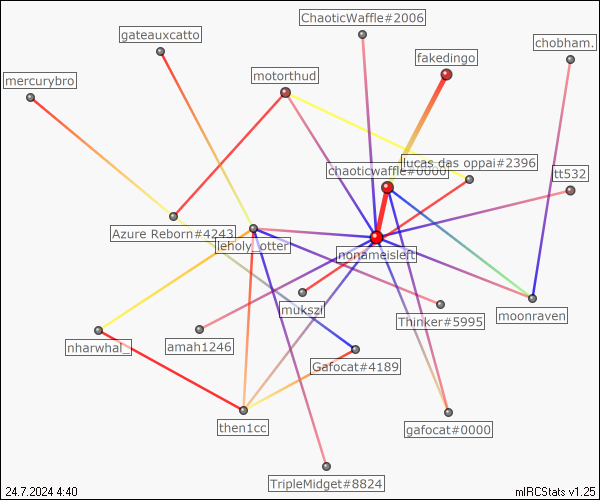 ChaoticWaffle#2006
gateauxcatto
chobham.
fakedingo
motorthud
mercurybro
lucas das oppai#2396
chaoticwaffle#0000
tt532
Azure Reborn#4243
leholy_otter
nonameisleft
mukszi
Thinker#5995
moonraven
nharwhal_
amah1246
Gafocat#4189
then1cc
gafocat#0000
TripleMidget#8824
24.7.2024 4:40
mIRCStats v1.25